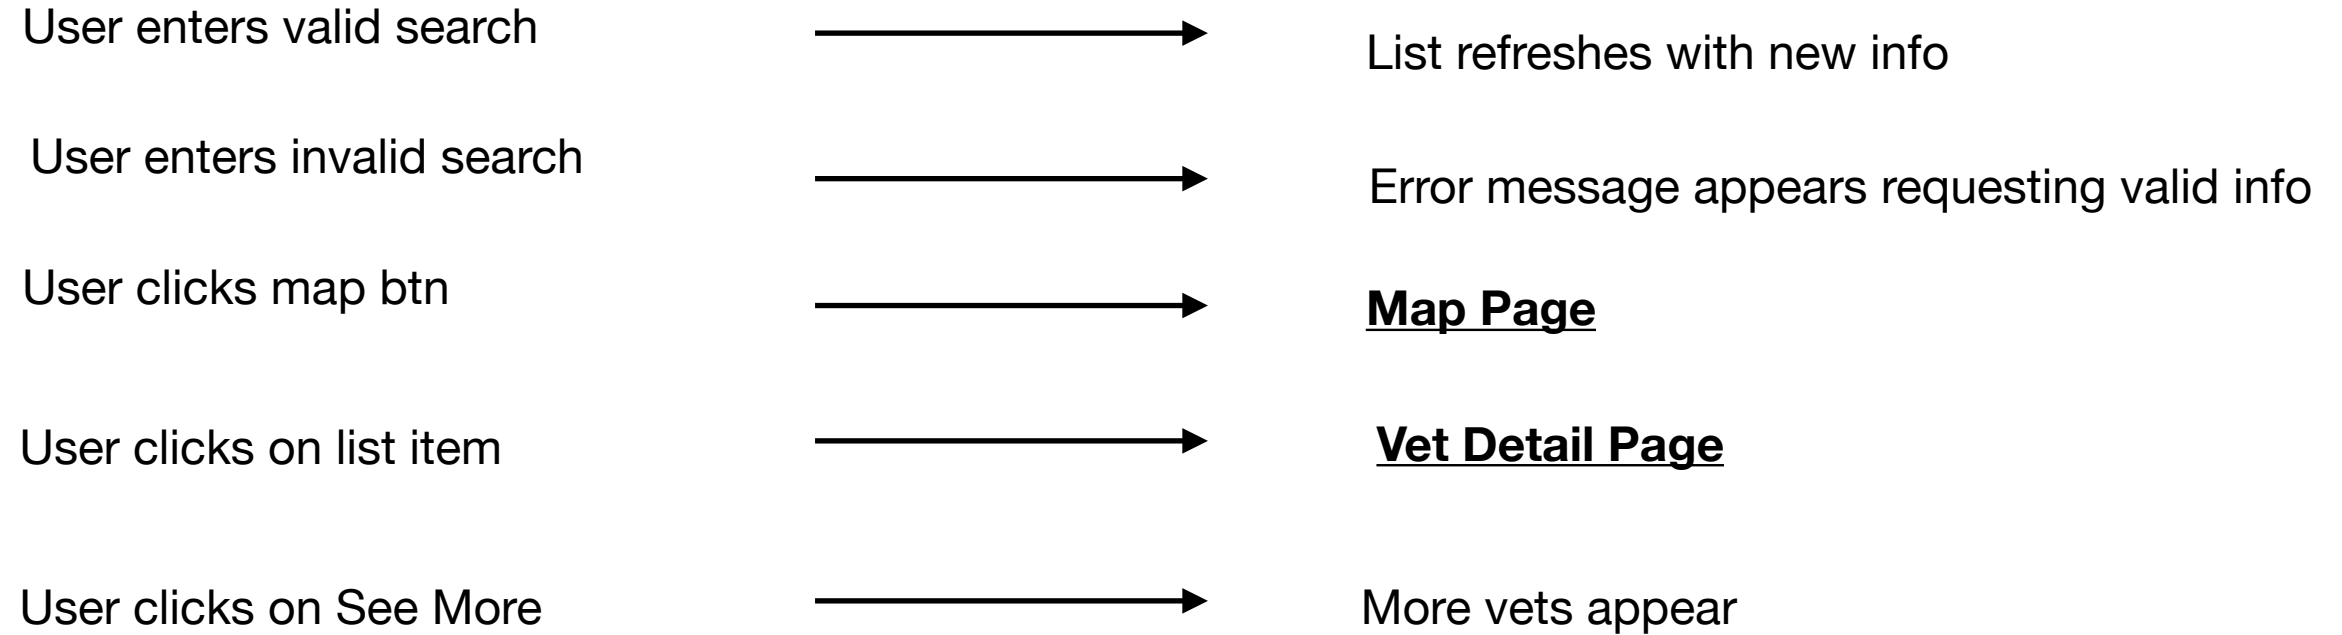 User enters valid search
List refreshes with new info
User enters invalid search
Error message appears requesting valid info
User clicks map btn
Map Page
User clicks on list item
Vet Detail Page
User clicks on See More
More vets appear